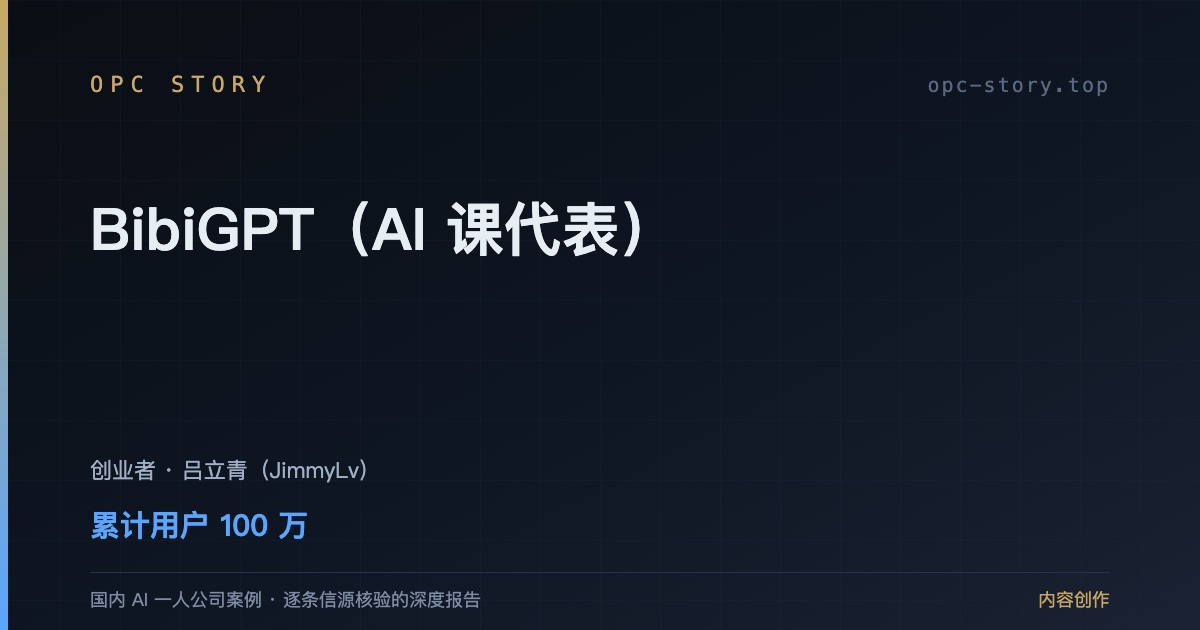 OPC STORY
opc-story.top
BibiGPT（AI 课代表）
创业者 · 吕立青（JimmyLv）
累计用户 100 万
国内 AI 一人公司案例 · 逐条信源核验的深度报告
内容创作